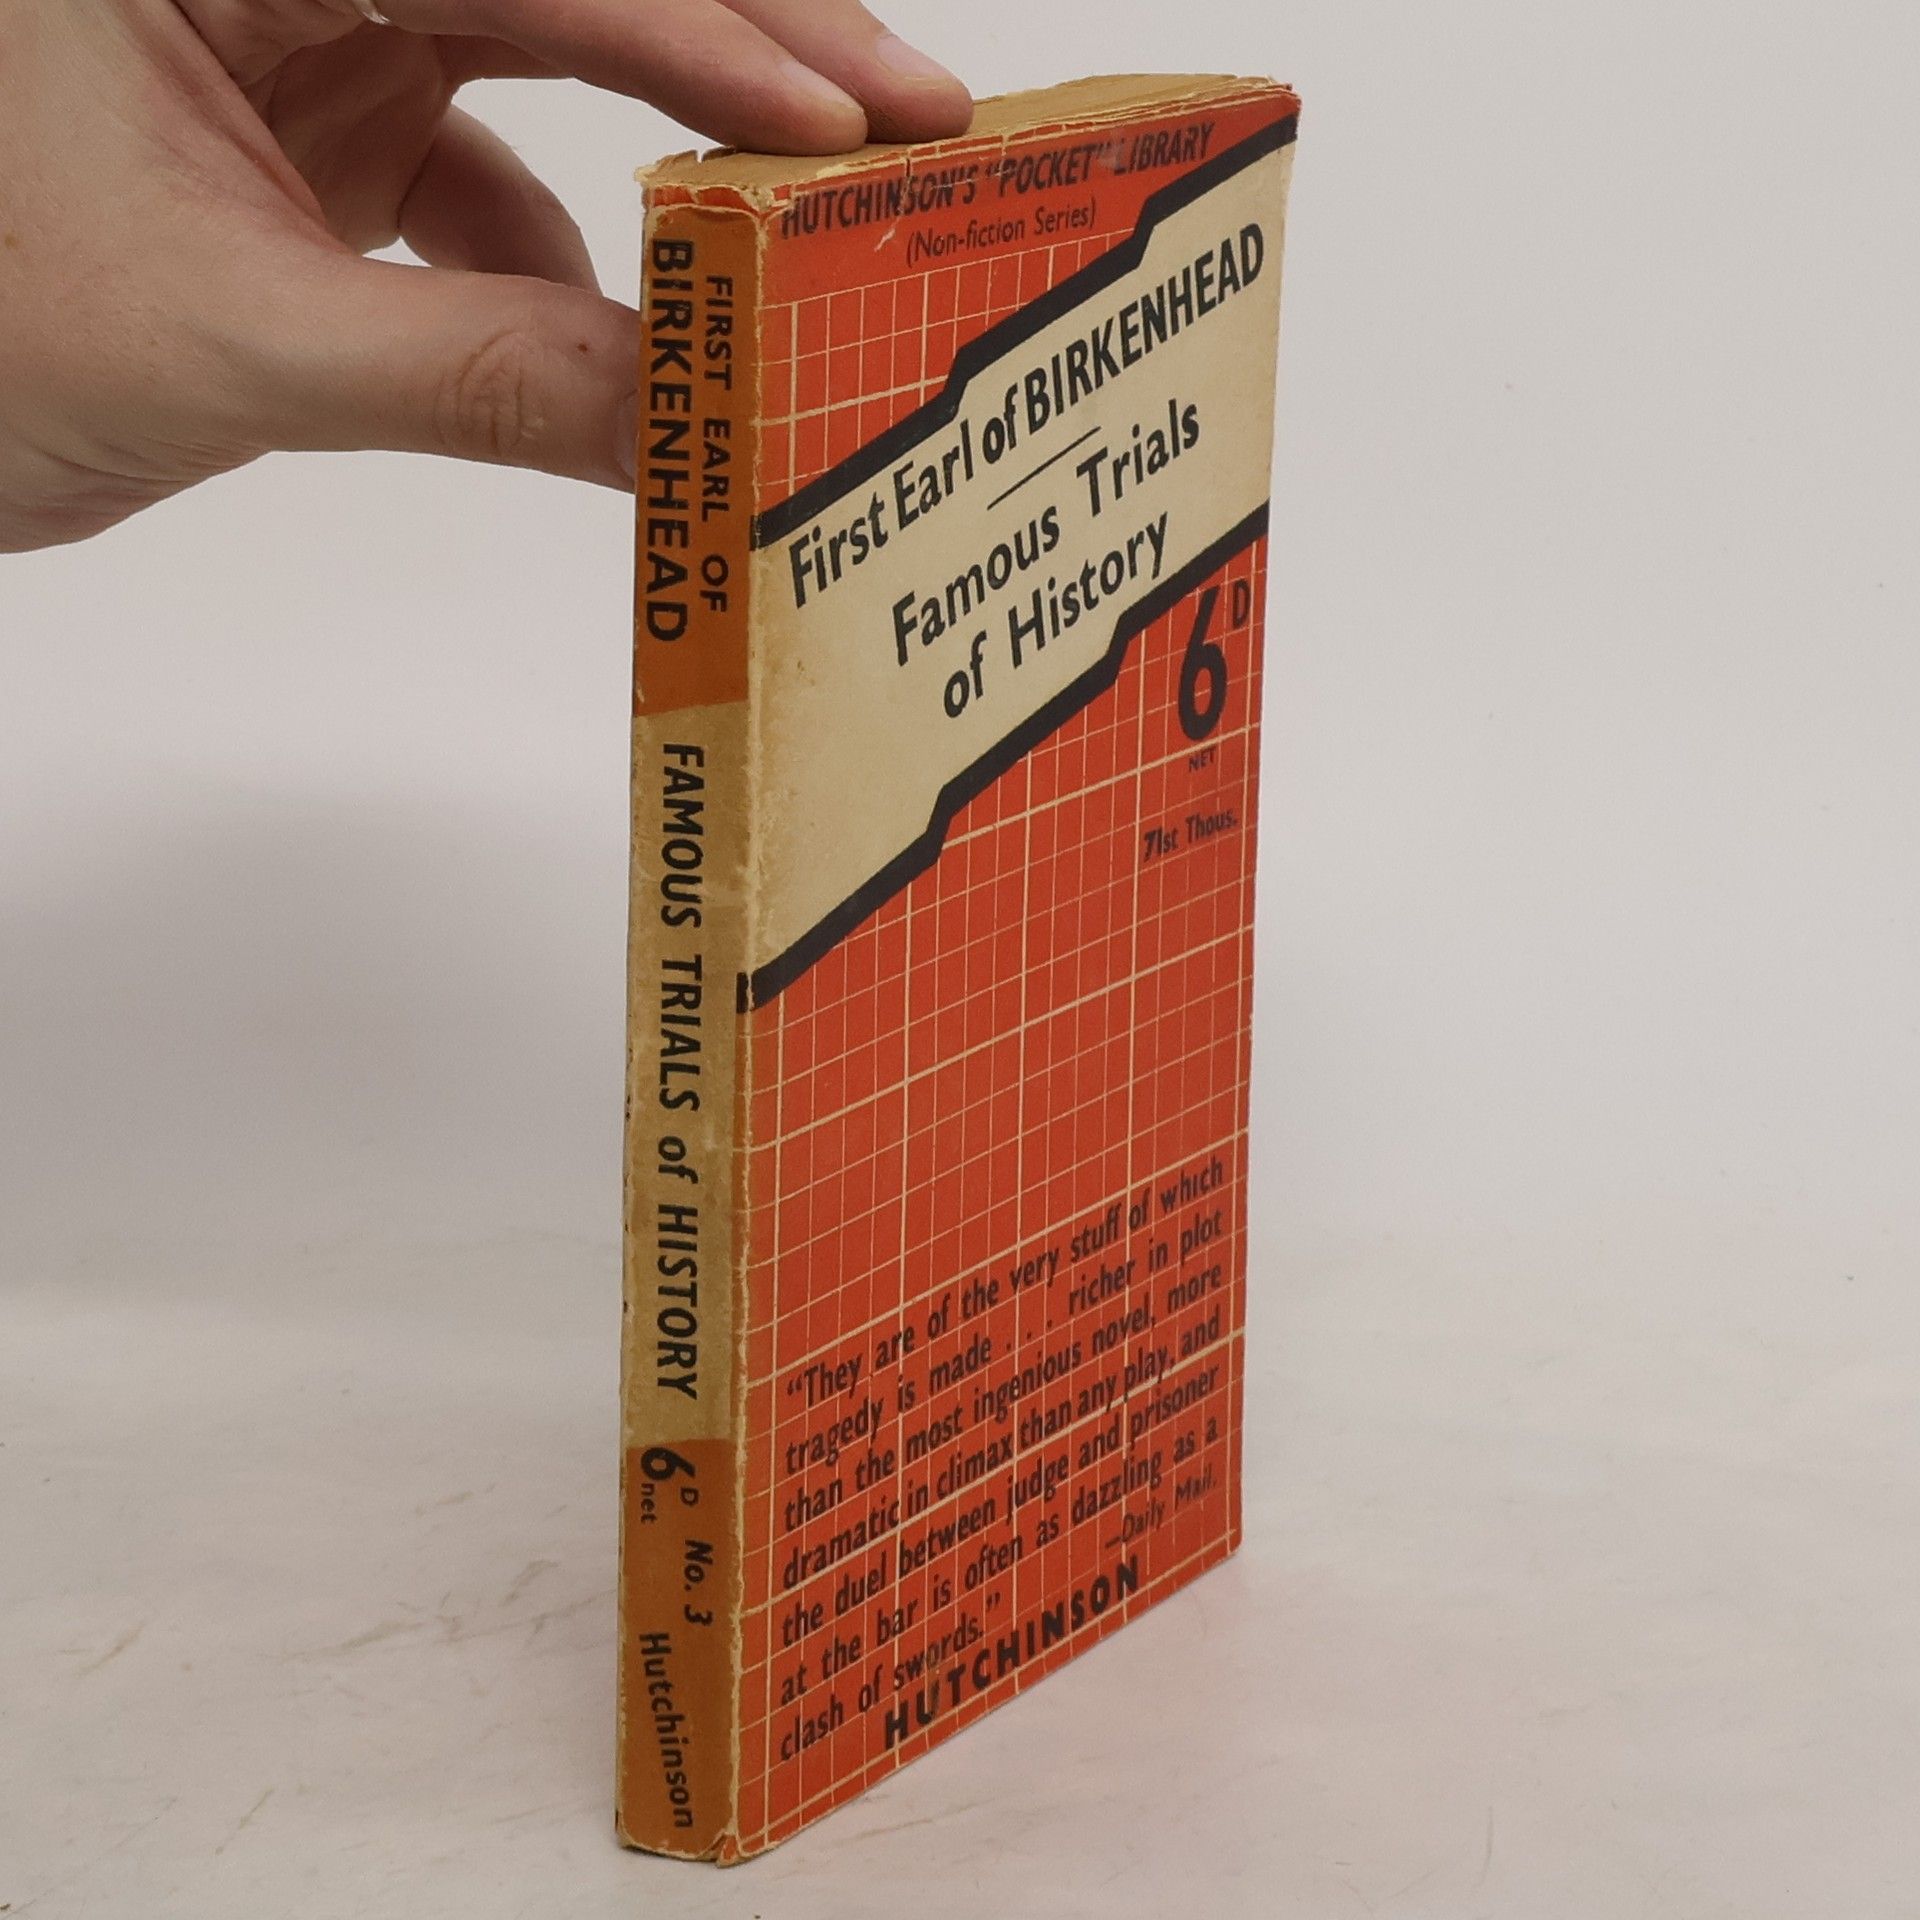 FIRST EARL OF
BIRKENHEAD
FAMOUS TRIALS of HISTORY
6D net
No. 3
Hutchinson
HUTCHINSON'S "POCKET" LIBRARY
(Non-fiction Series)
First Earl of BIRKENHEAD
Famous Trials
of History
6D
NET
71st Thous.
"They are of the very stuff of which
tragedy is made . . . richer in plot
than the most ingenious novel, more
dramatic in climax than any play, and
the duel between judge and prisoner
at the bar is often as dazzling as a
clash of swords."
—Daily Mail.
HUTCHINSON